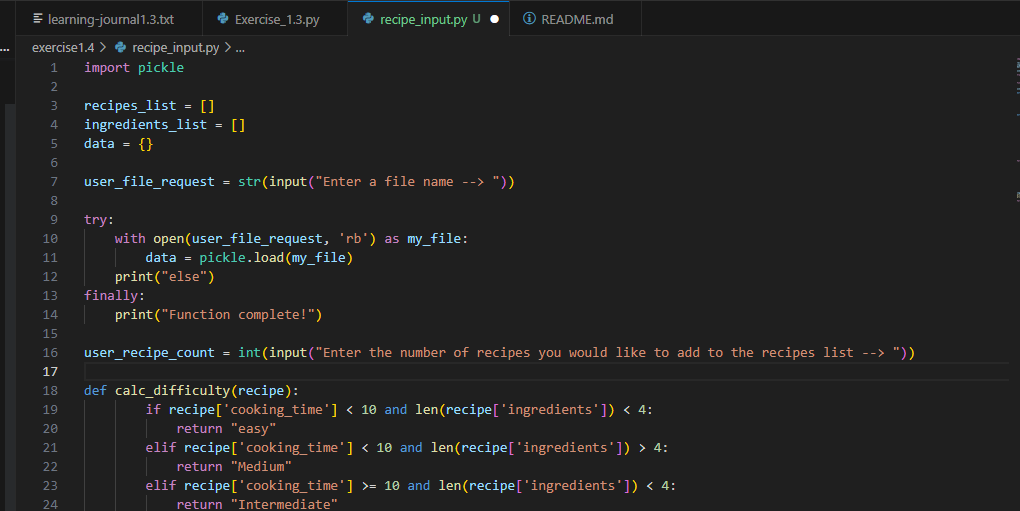 learning-journal1.3.txt Exercise_1.3.py recipe_input.py U README.md
... exercise1.4 > recipe_input.py > ...
1 import pickle
2
3 recipes_list = []
4 ingredients_list = []
5 data = {}
6
7 user_file_request = str(input("Enter a file name --> "))
8
9 try:
10 with open(user_file_request, 'rb') as my_file:
11 data = pickle.load(my_file)
12 print("else")
13 finally:
14 print("Function complete!")
15
16 user_recipe_count = int(input("Enter the number of recipes you would like to add to the recipes list --> "))
17
18 def calc_difficulty(recipe):
19 if recipe['cooking_time'] < 10 and len(recipe['ingredients']) < 4:
20 return "easy"
21 elif recipe['cooking_time'] < 10 and len(recipe['ingredients']) > 4:
22 return "Medium"
23 elif recipe['cooking_time'] >= 10 and len(recipe['ingredients']) < 4:
24 return "Intermediate"